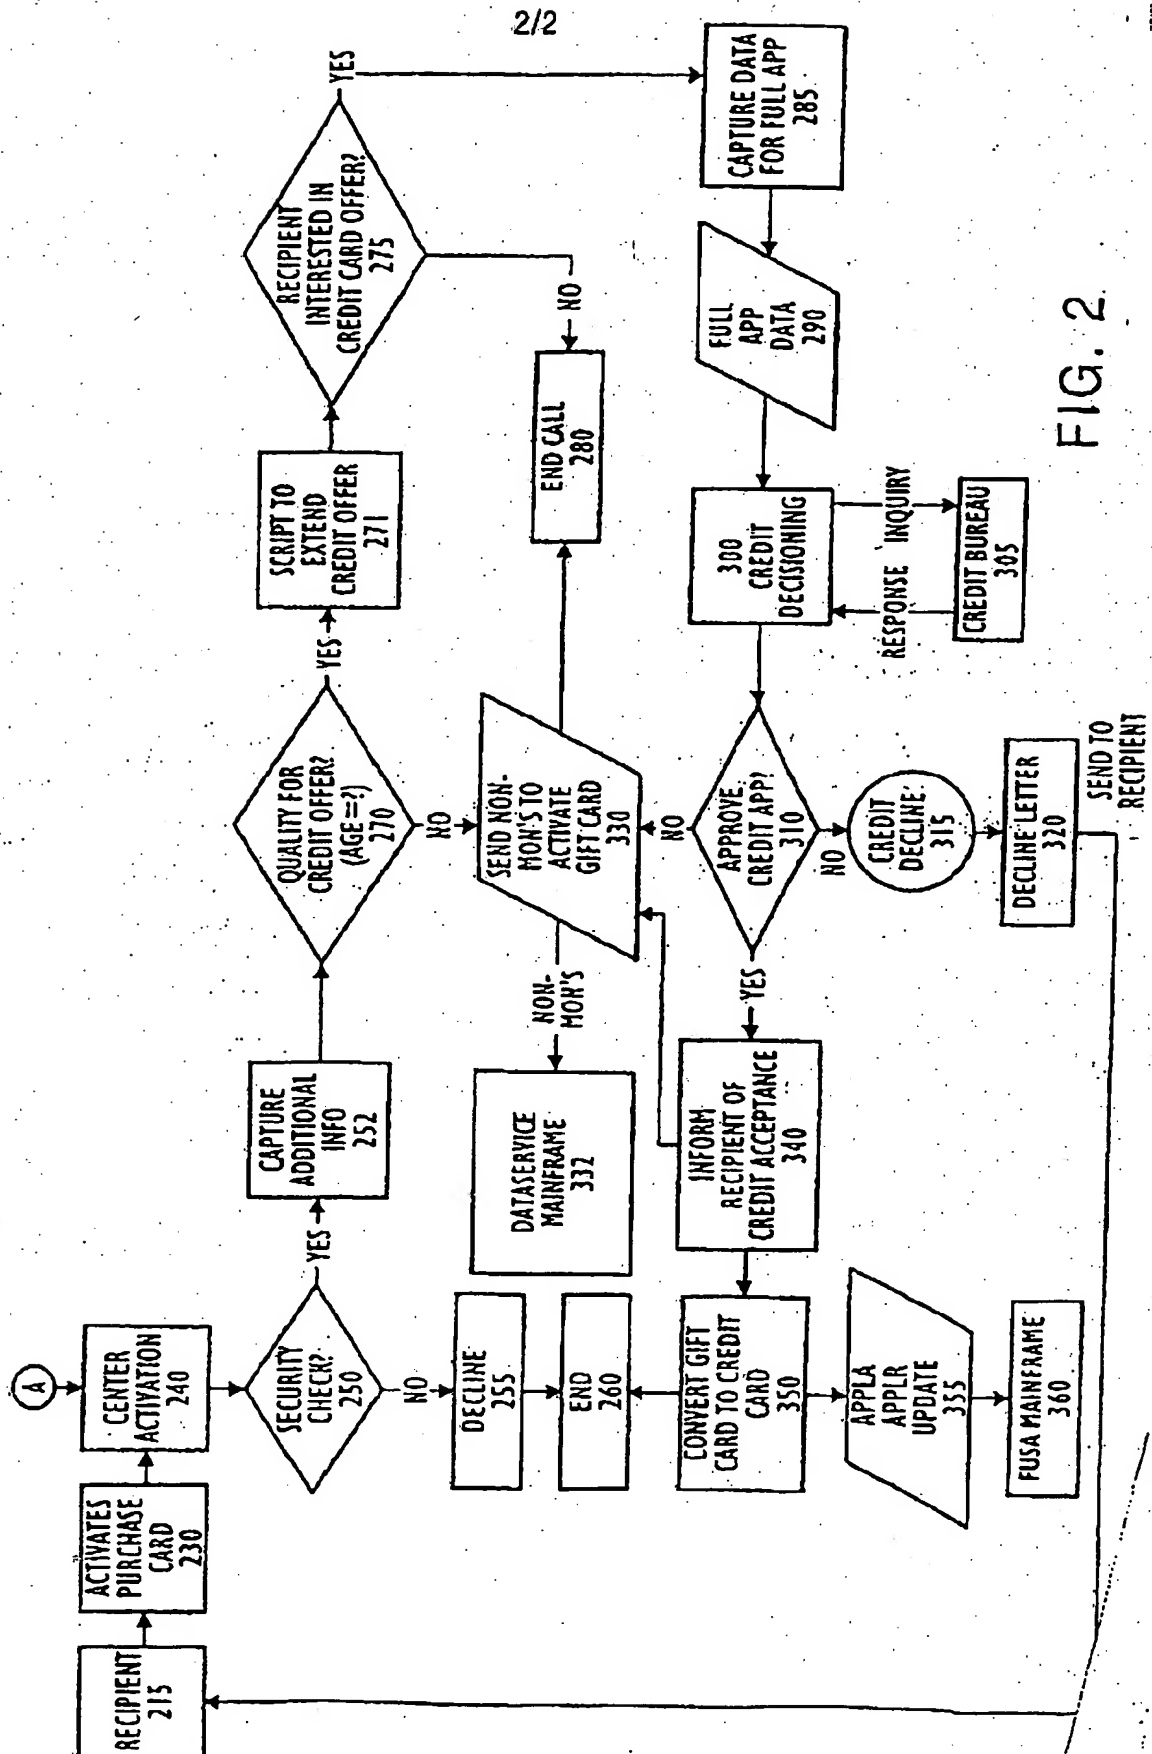 2/2
A
RECIPIENT
215
ACTIVATES
PURCHASE
CARD
230
CENTER
ACTIVATION
240
SECURITY
CHECK?
250
YES
CAPTURE
ADDITIONAL
INFO
252
QUALITY FOR
CREDIT OFFER?
(AGE==?)
270
YES
SCRIPT TO
EXTEND
CREDIT OFFER
271
RECIPIENT
INTERESTED IN
CREDIT CARD OFFER?
275
YES
NO
DECLINE
255
END
260
NO
SEND NON-
MON'S TO
ACTIVATE
GIFT CARD
330
NON-
MON'S
DATASERVICE
MAINFRAME
332
NO
END CALL
280
CAPTURE DATA
FOR FULL APP
285
FULL
APP
DATA
290
300
CREDIT
DECISIONING
RESPONSE
INQUIRY
CREDIT BUREAU
305
APPROVE
CREDIT APP?
310
NO
NO
CREDIT
DECLINE
315
DECLINE LETTER
320
SEND TO
RECIPIENT
YES
INFORM
RECIPIENT OF
CREDIT ACCEPTANCE
340
CONVERT GIFT
CARD TO CREDIT
CARD
350
APPLA
APPLR
UPDATE
355
FUSA MAINFRAME
360
FIG. 2